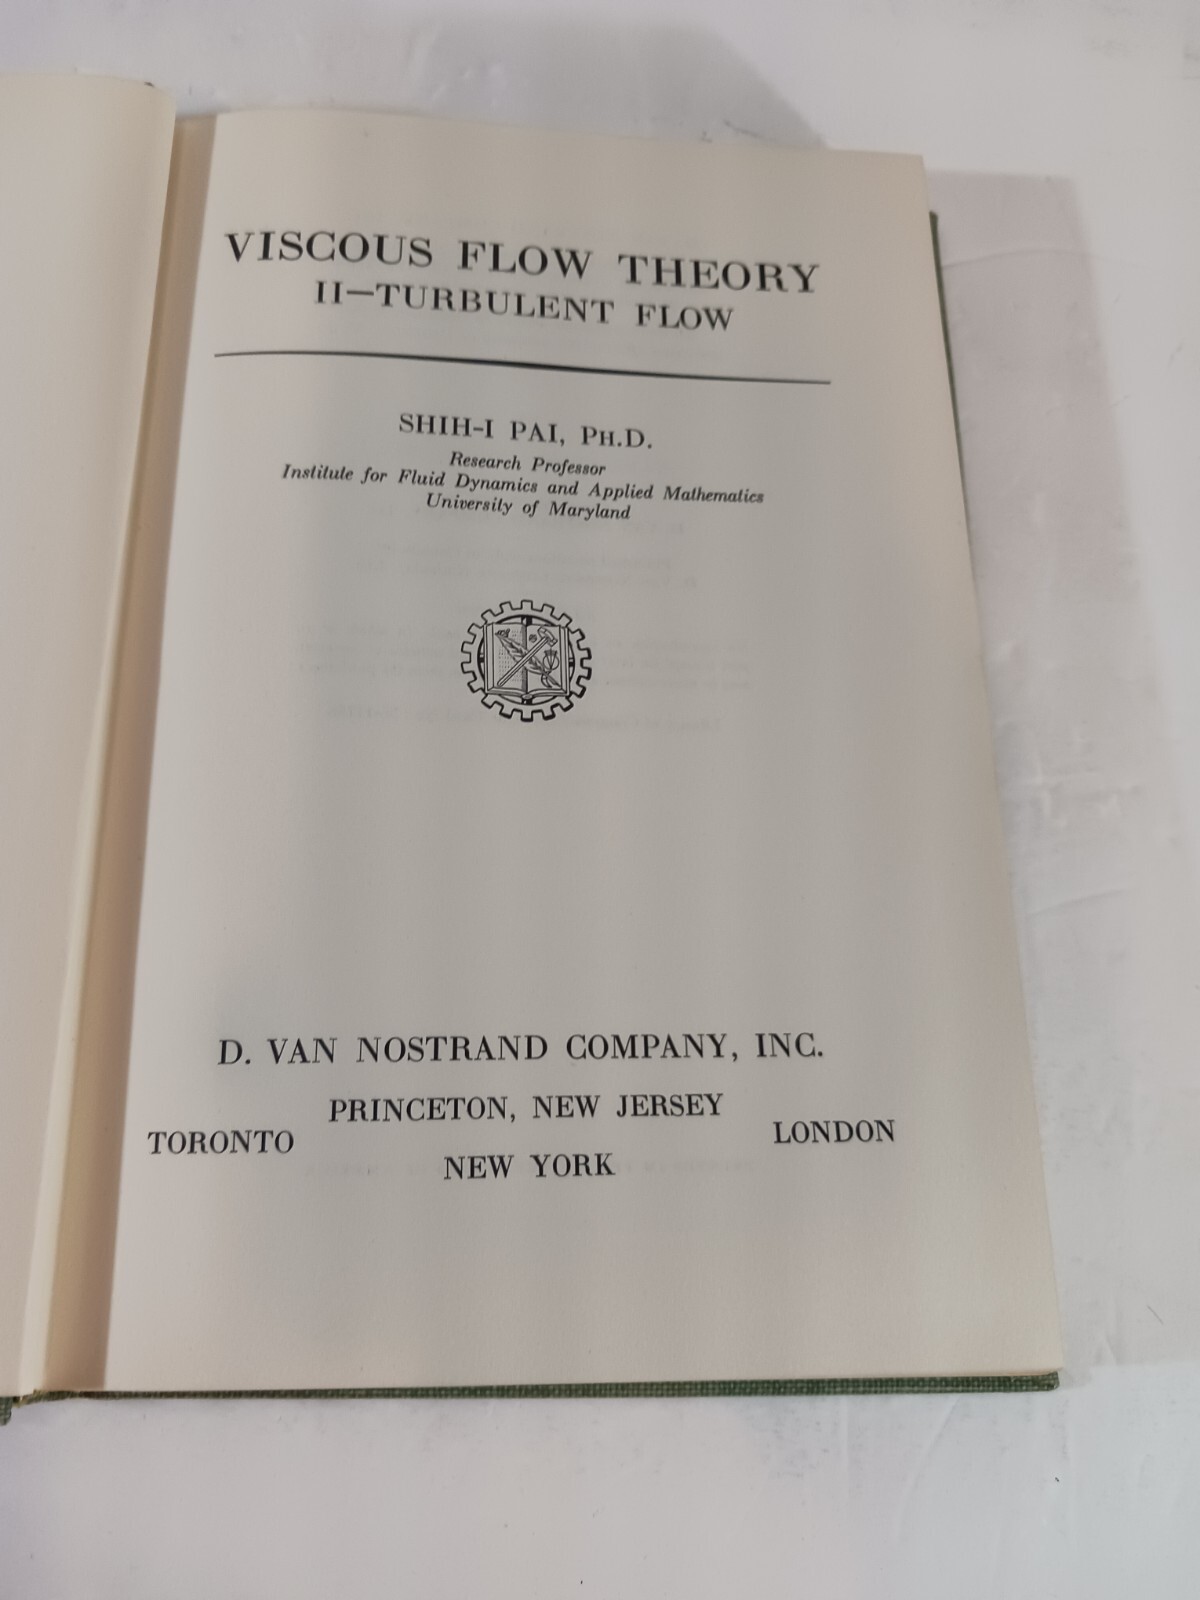 VISCOUS FLOW THEORY
II—TURBULENT FLOW
SHIH-I PAI, PH.D.
Research Professor
Institute for Fluid Dynamics and Applied Mathematics
University of Maryland
D. VAN NOSTRAND COMPANY, INC.
PRINCETON, NEW JERSEY
TORONTO LONDON
NEW YORK